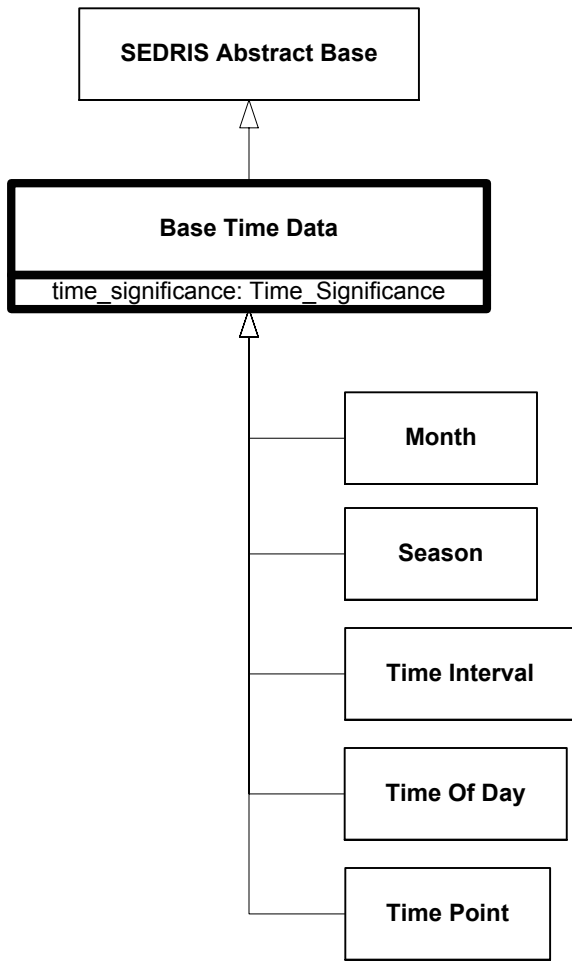 SEDRIS Abstract Base
Base Time Data
time_significance: Time_Significance
Month
Season
Time Interval
Time Of Day
Time Point